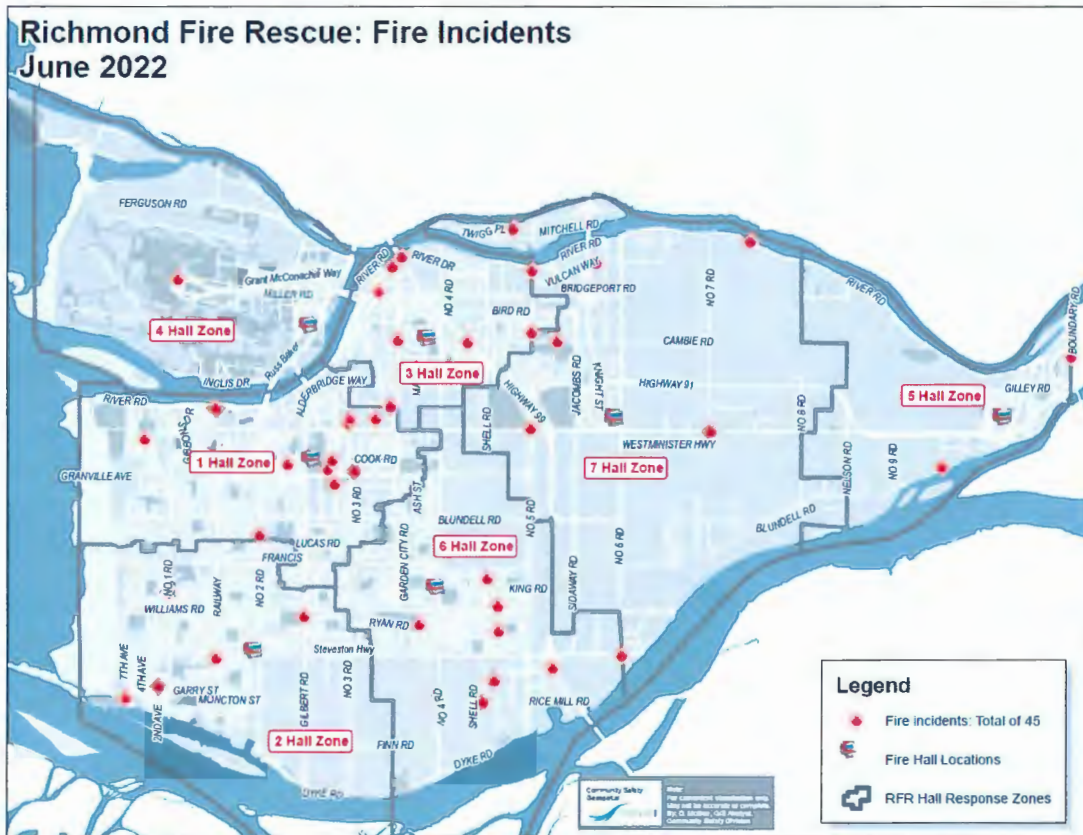 Richmond Fire Rescue: Fire Incidents
June 2022
FERGUSON RD
TWIGG PL
MITCHELL RD
RIVER RD
RIVER DR
RIVER RD
VULCAN WAY
BRIDGEPORT RD
Grant McConachie Way
MILLER RD
NO 4 RD
NO 7 RD
RIVER RD
BOUNDARY RD
BIRD RD
4 Hall Zone
Russ Baker
CAMBIE RD
3 Hall Zone
INGLIS DR
ALDERBRIDGE WAY
JACOMBS RD
KNIGHT ST
HIGHWAY 91
GILLEY RD
5 Hall Zone
RIVER RD
GIBBONS DR
SHELL RD
HIGHWAY 99
NO 8 RD
WESTMINSTER HWY
1 Hall Zone
COOK RD
7 Hall Zone
NELSON RD
NO 9 RD
GRANVILLE AVE
NO 3 RD
ASH ST
BLUNDELL RD
NO 5 RD
BLUNDELL RD
LUCAS RD
FRANCIS
GARDEN CITY RD
6 Hall Zone
NO 6 RD
NO 1 RD
RAILWAY
NO 2 RD
KING RD
SIDAWAY RD
WILLIAMS RD
RYAN RD
Steveston Hwy
7TH AVE
4TH AVE
2ND AVE
GARRY ST
MONCTON ST
GILBERT RD
NO 3 RD
NO 4 RD
SHELL RD
RICE MILL RD
2 Hall Zone
FINN RD
DYKE RD
DYKE RD
Legend
Fire incidents: Total of 45
Fire Hall Locations
RFR Hall Response Zones
Community Safety
Note:
Community Safety Division